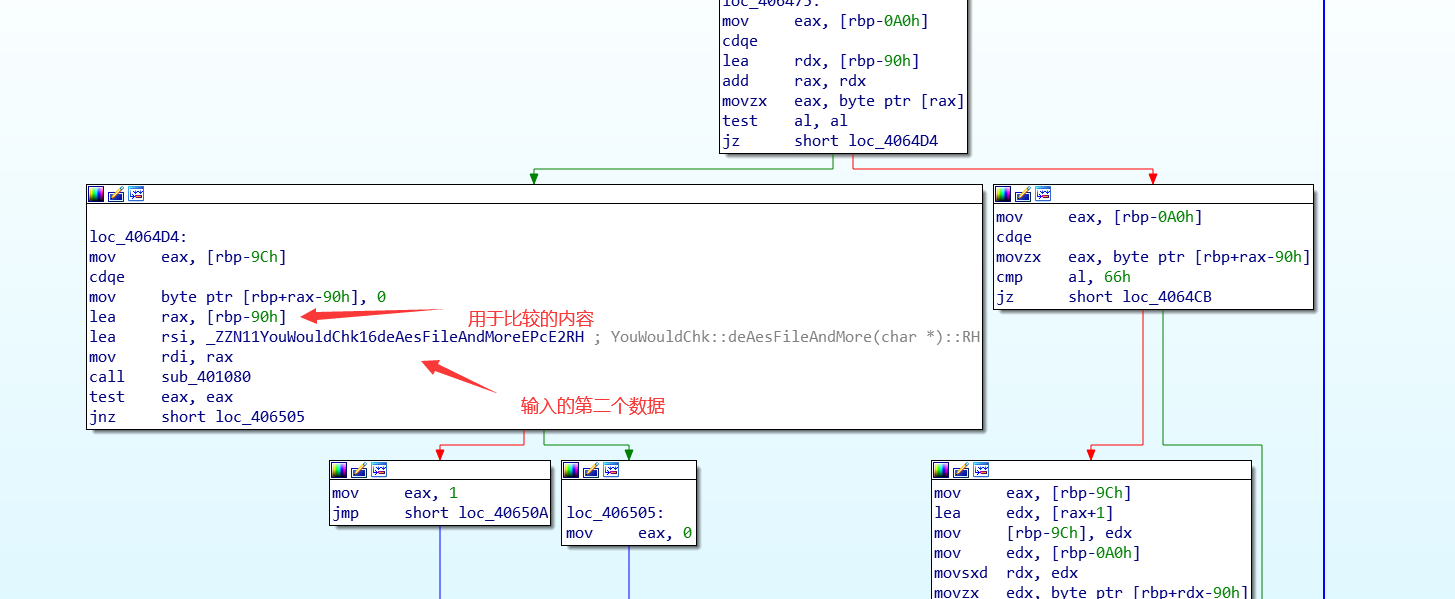 loc_406475:
mov     eax, [rbp-0A0h]
cdqe
lea     rdx, [rbp-90h]
add     rax, rdx
movzx   eax, byte ptr [rax]
test    al, al
jz      short loc_4064D4
loc_4064D4:
mov     eax, [rbp-9Ch]
cdqe
mov     byte ptr [rbp+rax-90h], 0
lea     rax, [rbp-90h]
用于比较的内容
lea     rsi, _ZZN11YouWouldChk16deAesFileAndMoreEPcE2RH ; YouWouldChk::deAesFileAndMore(char *)::RH
mov     rdi, rax
call    sub_401080
test    eax, eax
输入的第二个数据
jnz     short loc_406505
mov     eax, [rbp-0A0h]
cdqe
movzx   eax, byte ptr [rbp+rax-90h]
cmp     al, 66h
jz      short loc_4064CB
mov     eax, 1
jmp     short loc_40650A
loc_406505:
mov     eax, 0
mov     eax, [rbp-9Ch]
lea     edx, [rax+1]
mov     [rbp-9Ch], edx
mov     edx, [rbp-0A0h]
movsxd  rdx, edx
movzx   edx, byte ptr [rbp+rdx-90h]